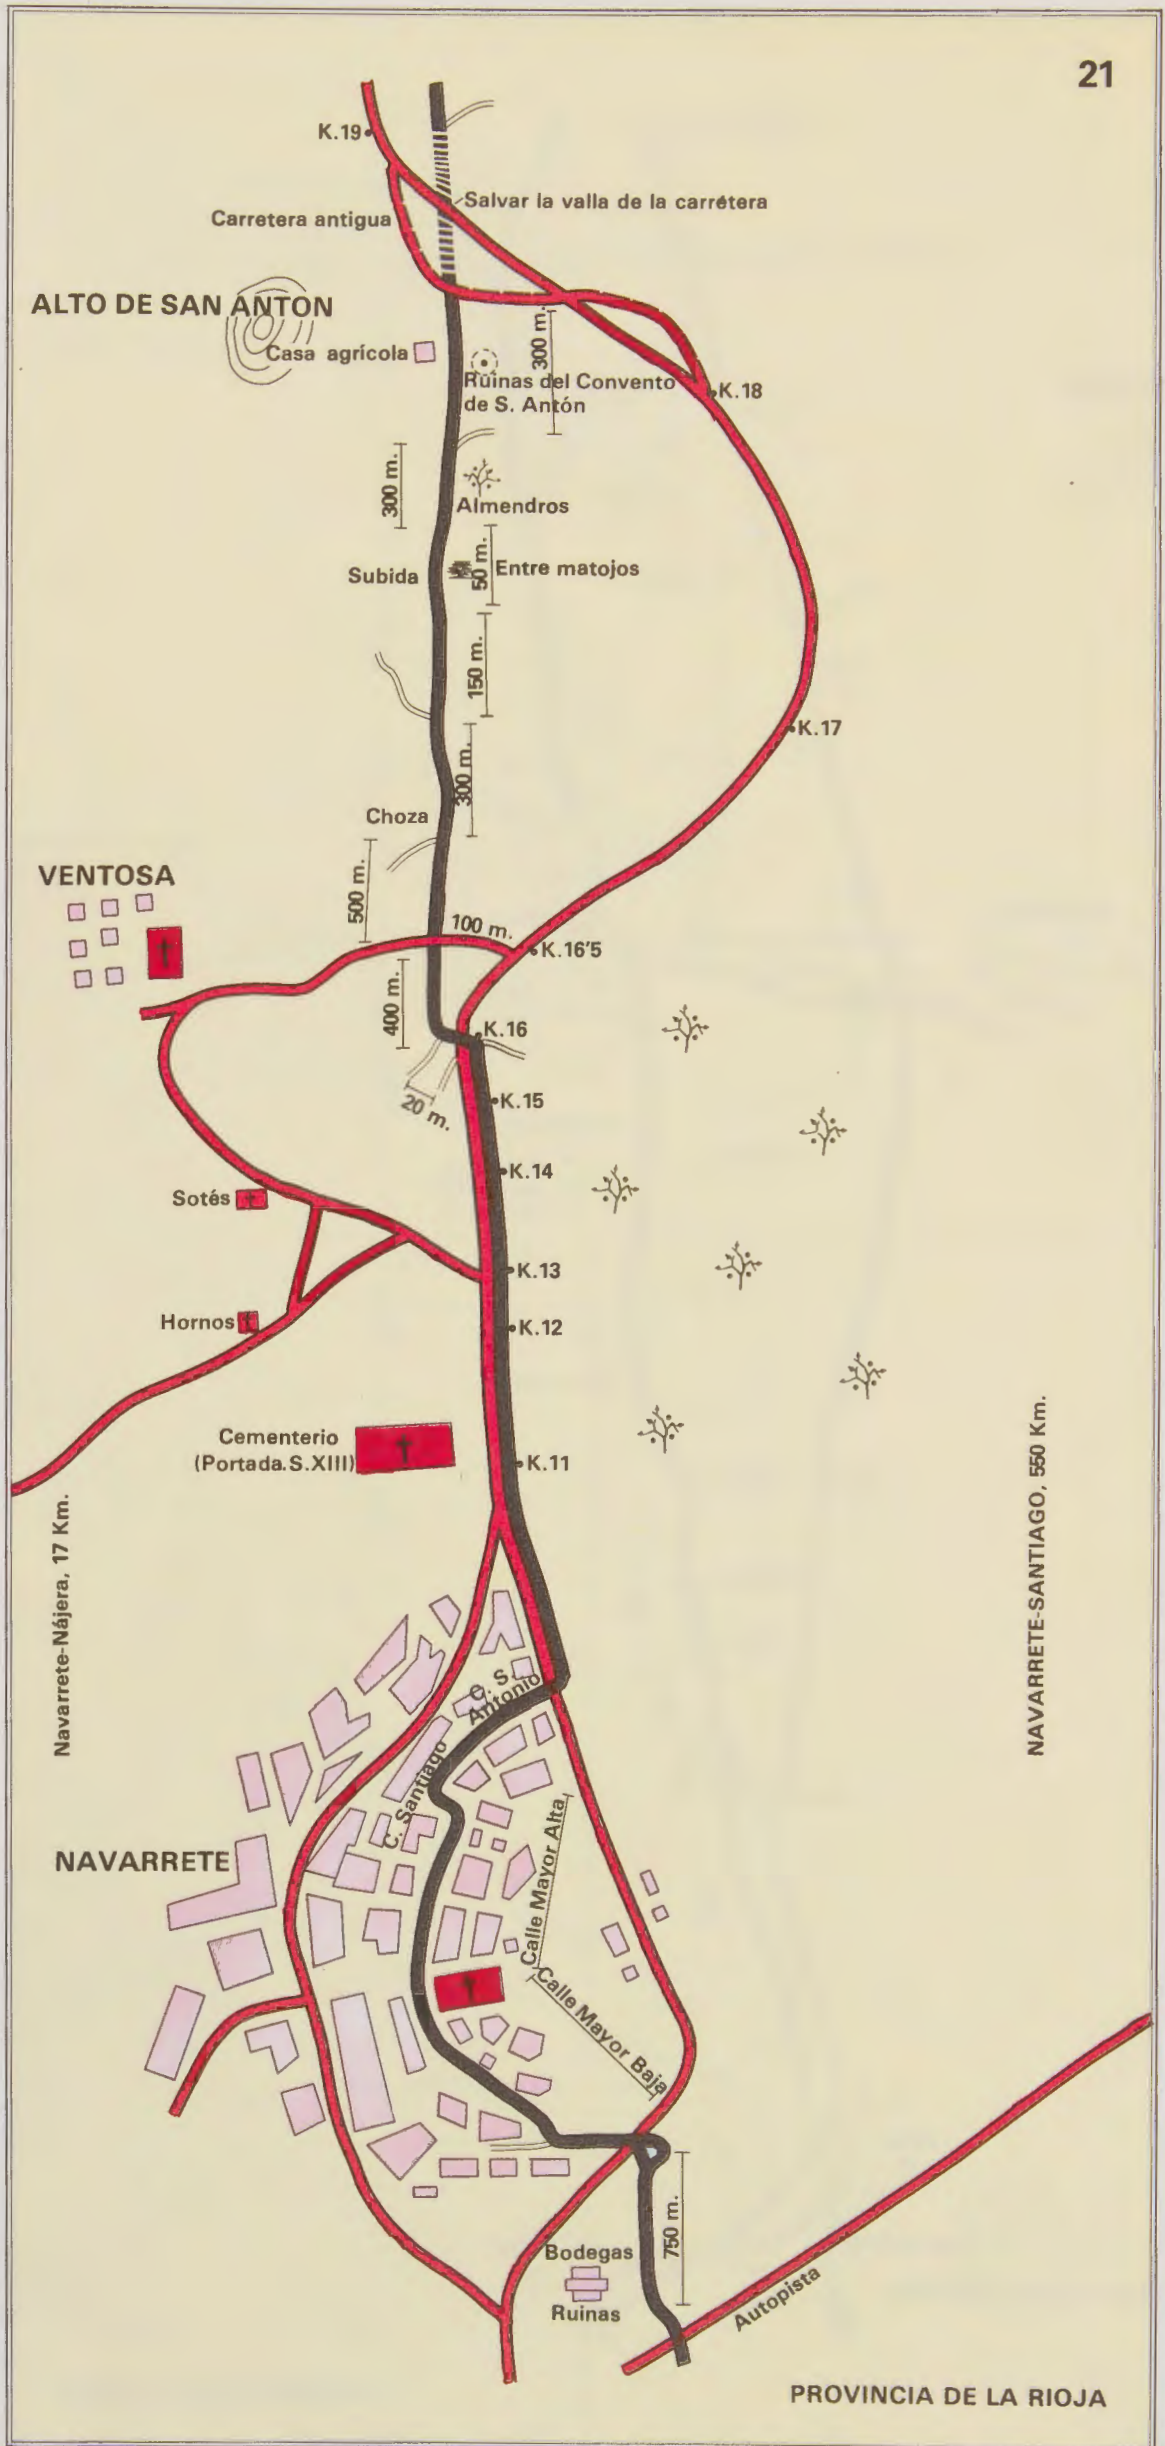 21
K.19
Salvar la valla de la carrétera
Carretera antigua
ALTO DE SAN ANTON
300 m.
Casa agrícola
Ruinas del Convento
de S. Antón
K.18
300 m.
Almendros
Subida
50 m.
Entre matojos
150 m.
K.17
300 m.
Choza
VENTOSA
500 m.
100 m.
K.16'5
400 m.
K.16
20 m.
K.15
K.14
Sotés
K.13
Hornos
K.12
Cementerio
(Portada.S.XIII)
K.11
Navarrete-Nájera, 17 Km.
NAVARRETE-SANTIAGO, 550 Km.
C. S.
Antonio
C. Santiago
Calle Mayor Alta
NAVARRETE
Calle Mayor Baja
750 m.
Bodegas
Ruinas
Autopista
PROVINCIA DE LA RIOJA